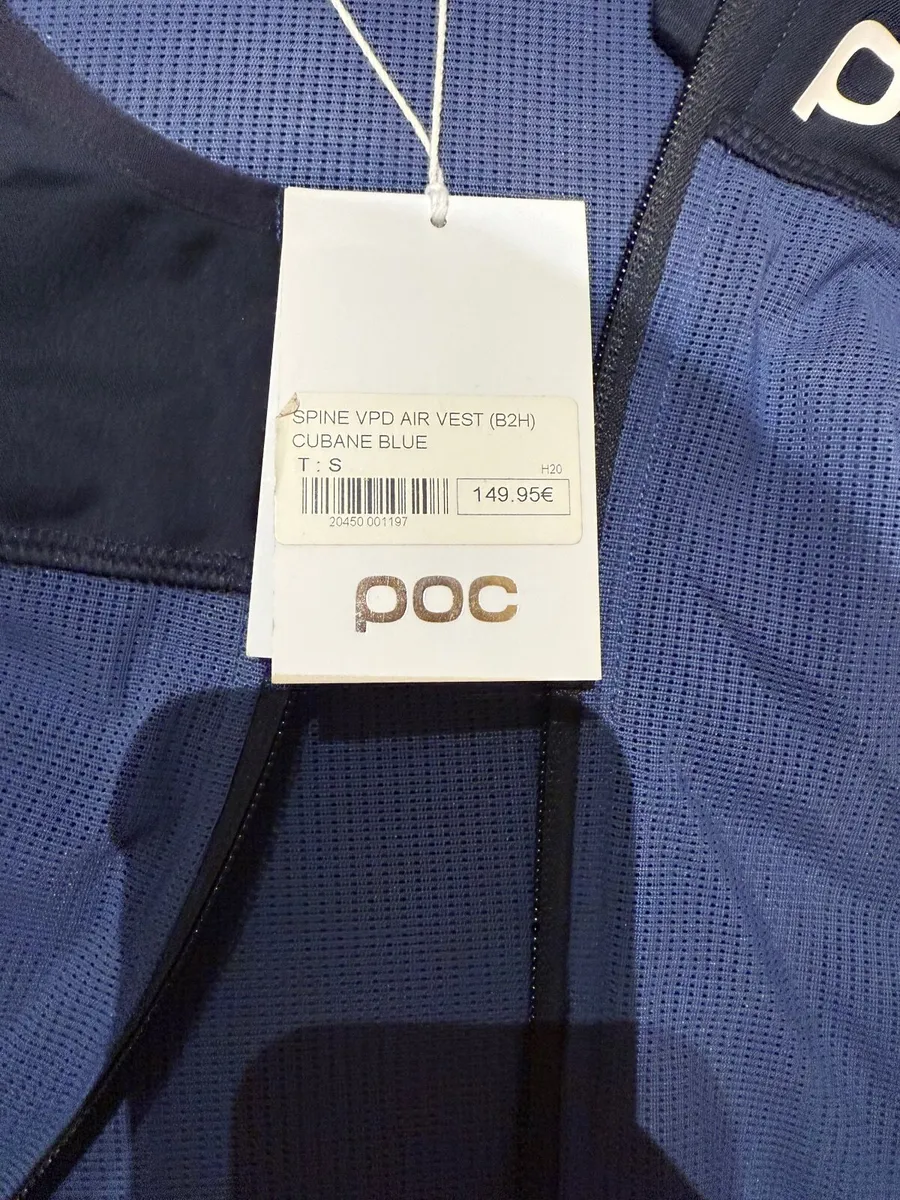 P
SPINE VPD AIR VEST (B2H)
CUBANE BLUE
T : S
H20
149.95€
20450 001197
POC